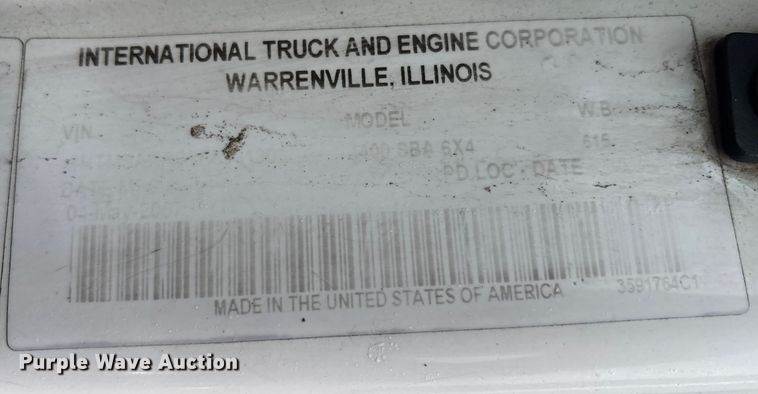 INTERNATIONAL TRUCK AND ENGINE CORPORATION
WARRENVILLE, ILLINOIS
VIN MODEL W.B
SBA 6X4 615
PD.LOC - DATE
MADE IN THE UNITED STATES OF AMERICA 3591764C1
Purple Wave Auction